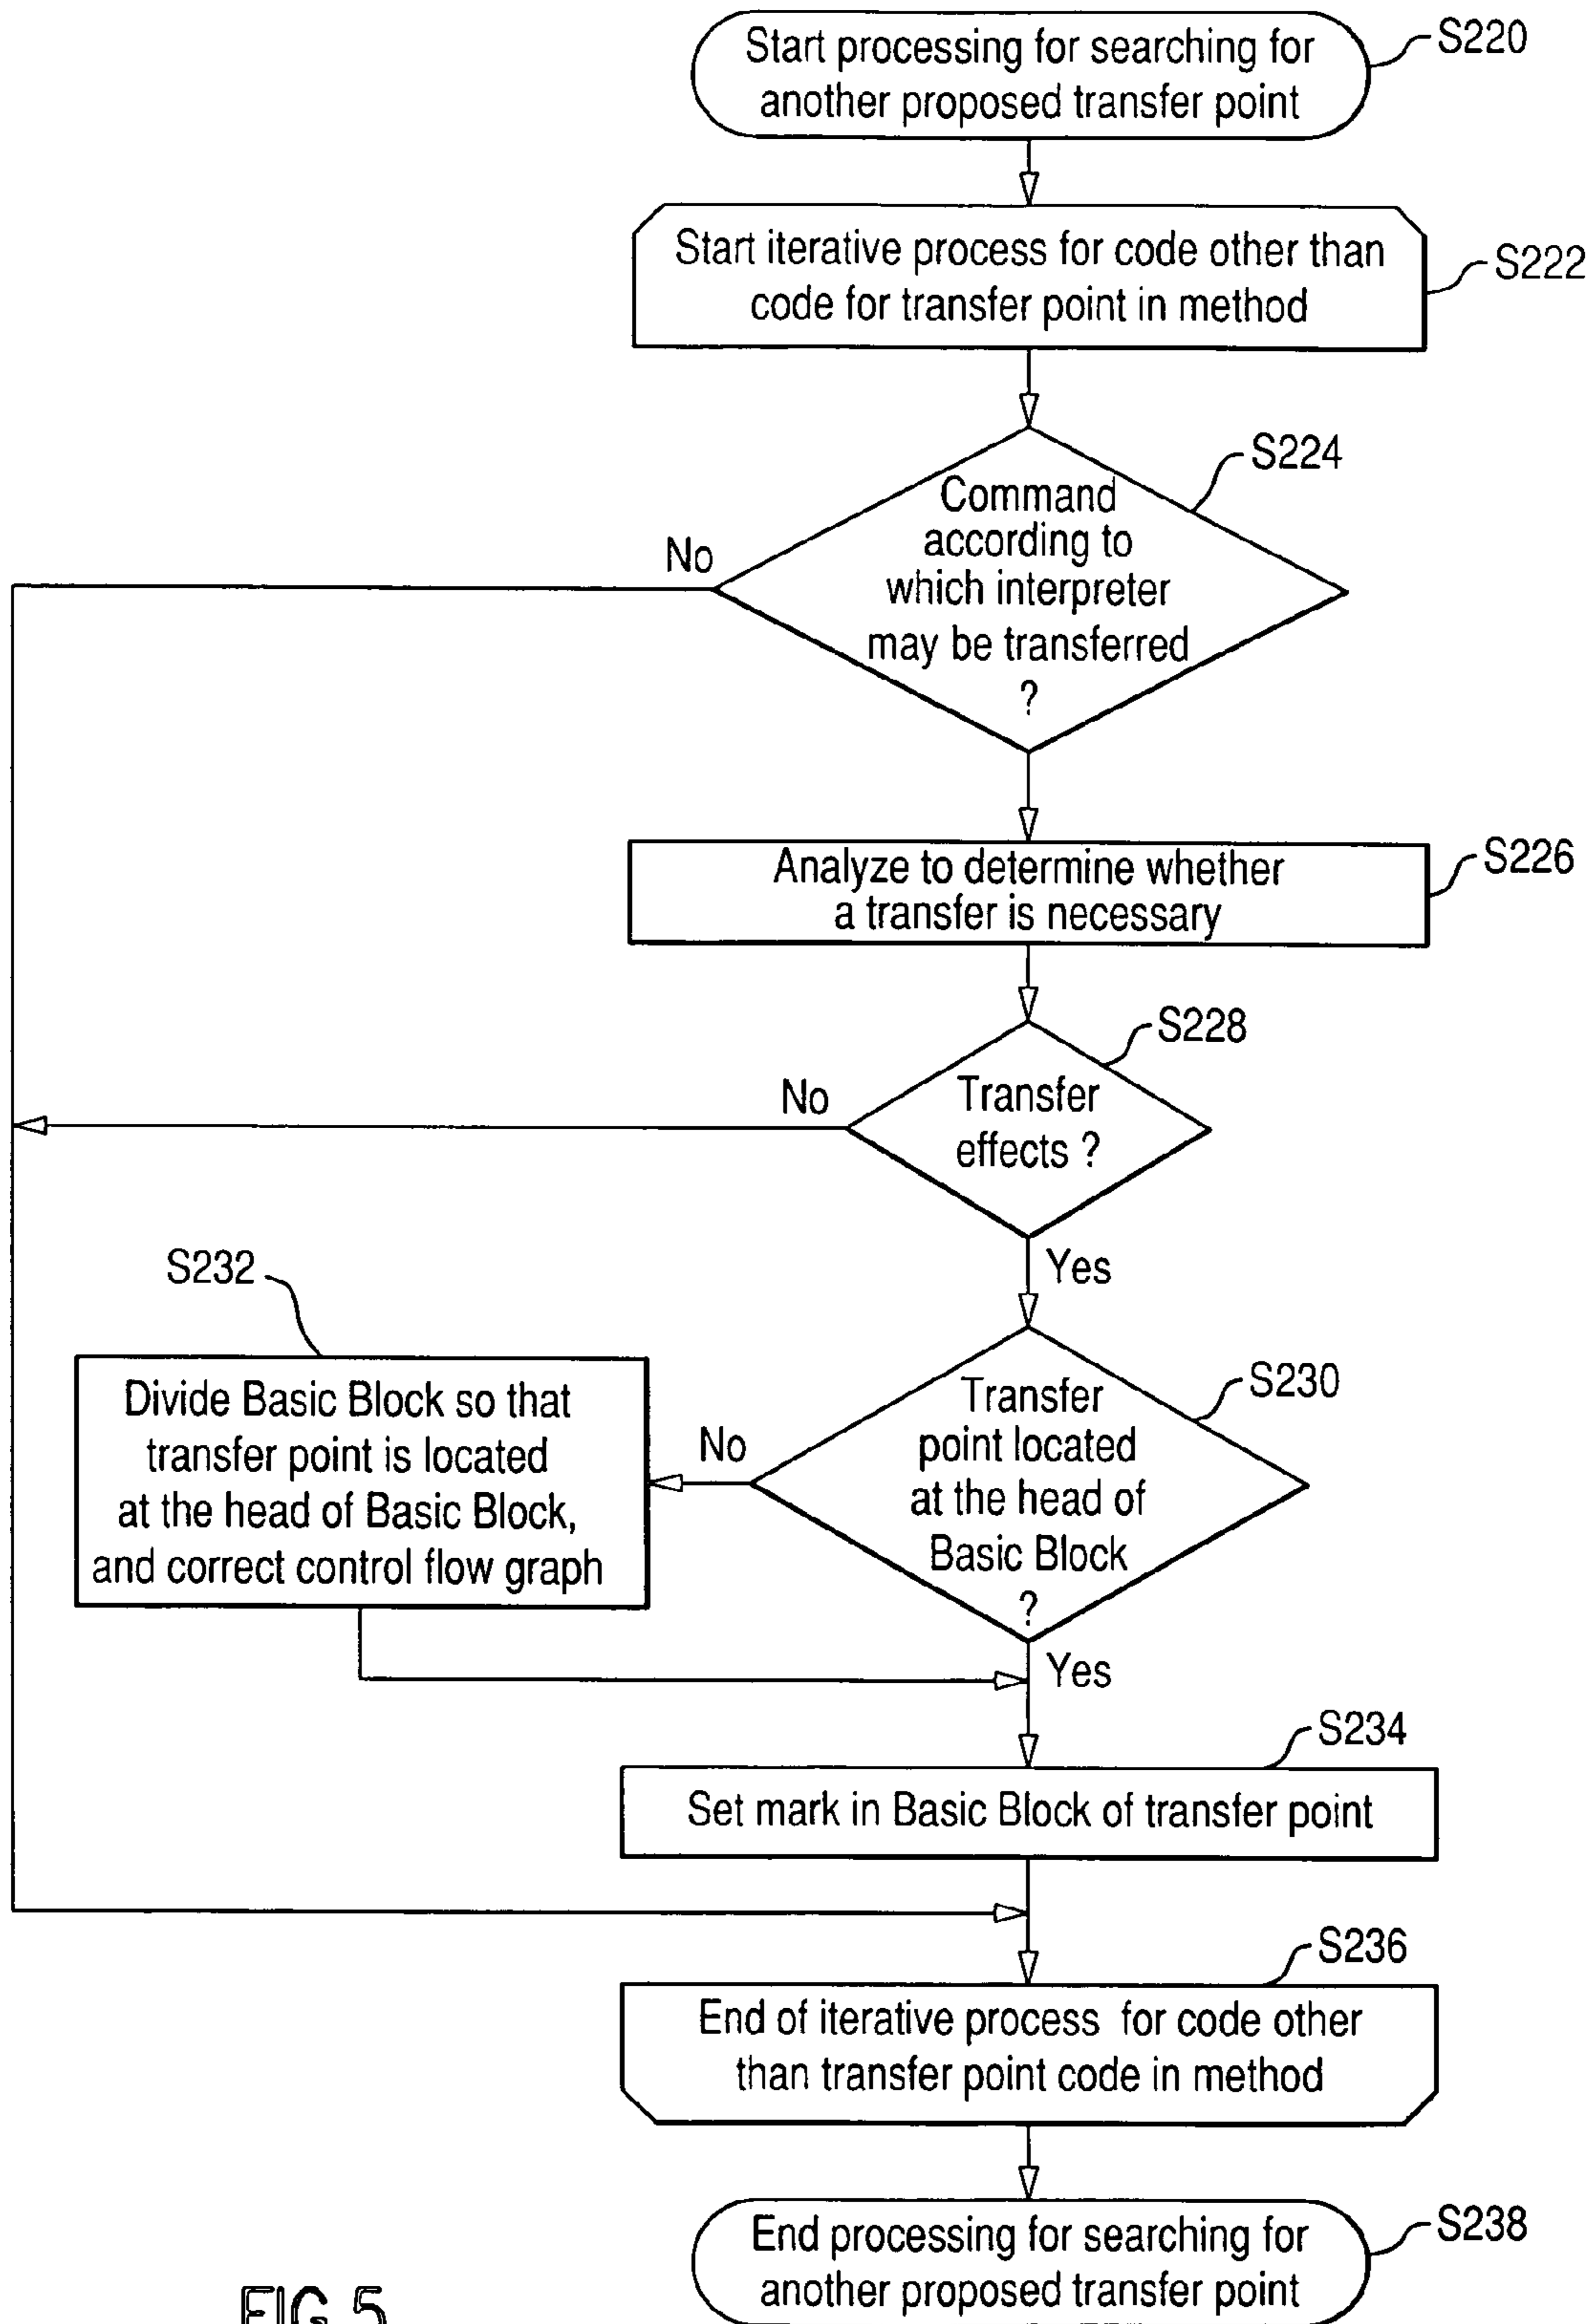 Start processing for searching for
another proposed transfer point
S220
Start iterative process for code other than
code for transfer point in method
S222
Command
according to
which interpreter
may be transferred
?
S224
No
Analyze to determine whether
a transfer is necessary
S226
Transfer
effects ?
S228
No
Yes
Transfer
point located
at the head of
Basic Block
?
S230
No
S232
Divide Basic Block so that
transfer point is located
at the head of Basic Block,
and correct control flow graph
Yes
S234
Set mark in Basic Block of transfer point
S236
End of iterative process for code other
than transfer point code in method
End processing for searching for
another proposed transfer point
S238
FIG.5